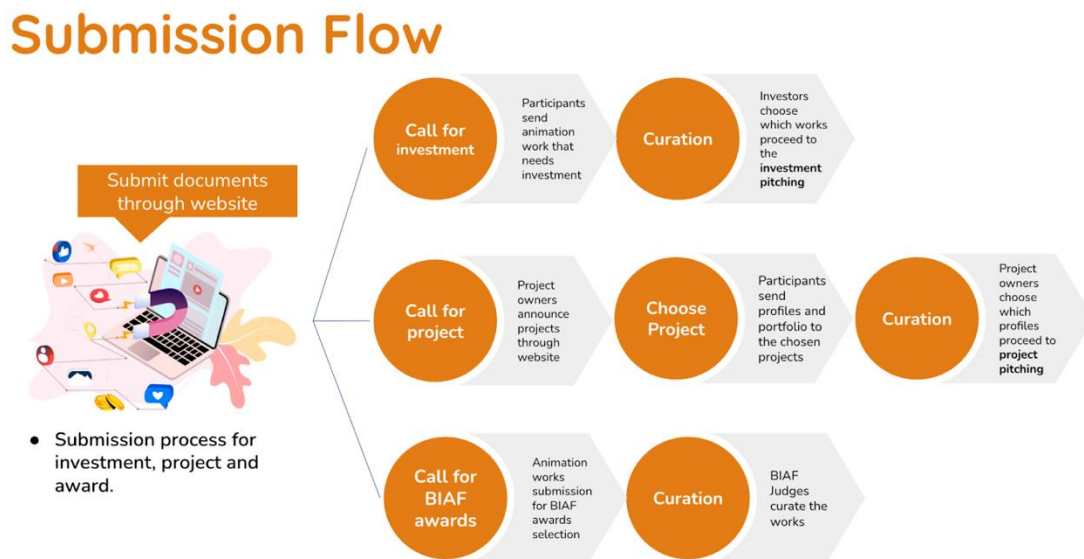 Submission Flow
Submit documents
through website
● Submission process for
investment, project and
award.
Call for
investment
Participants
send
animation
work that
needs
investment
Curation
Investors
choose
which works
proceed to
the
investment
pitching
Call for
project
Project
owners
announce
projects
through
website
Choose
Project
Participants
send
profiles and
portfolio to
the chosen
projects
Curation
Project
owners
choose
which
profiles
proceed to
project
pitching
Call for
BIAF
awards
Animation
works
submission
for BIAF
awards
selection
Curation
BIAF
Judges
curate the
works